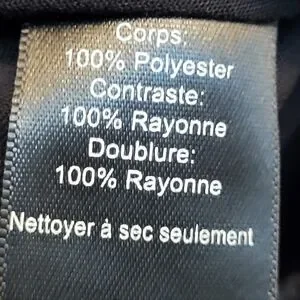 Corps:
100% Polyester
Contraste:
100% Rayonne
Doublure:
100% Rayonne
Nettoyer à sec seulement